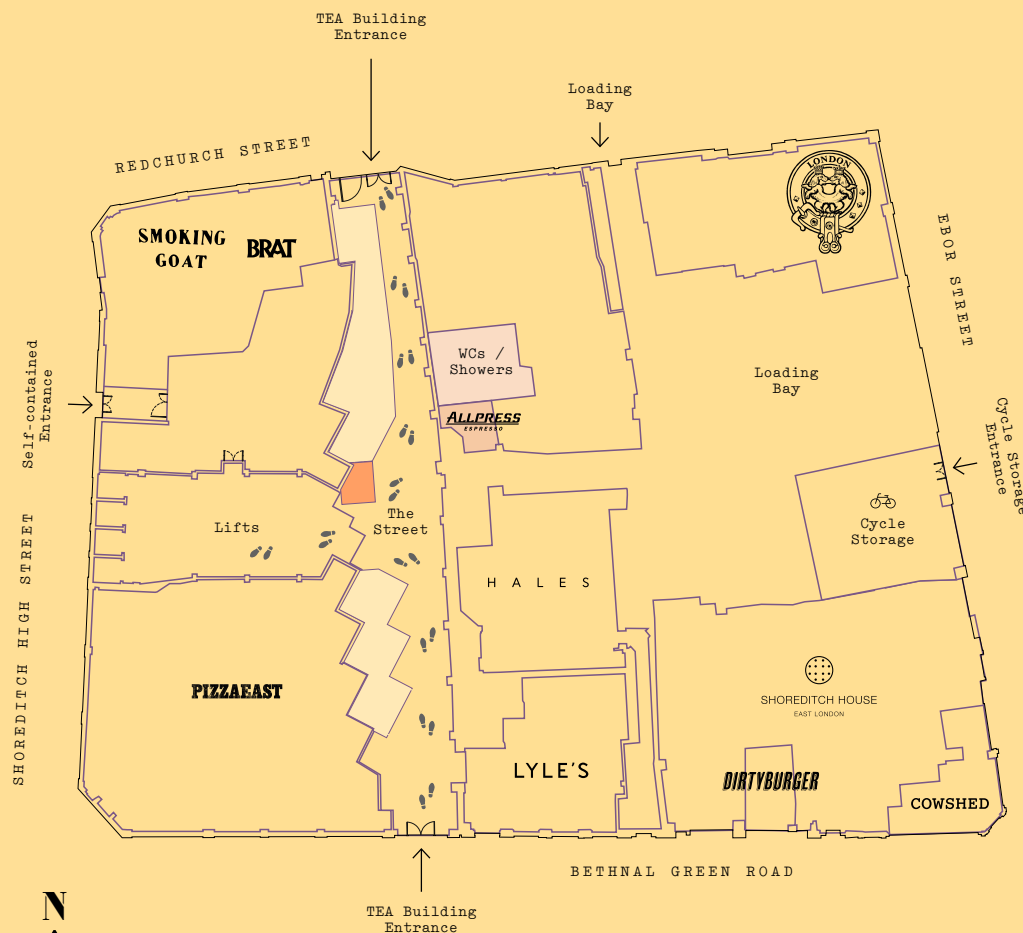 TEA Building
Entrance
Loading
Bay
REDCHURCH STREET
LONDON
SMOKING
GOAT
BRAT
EBOR STREET
WCs /
Showers
Self-contained
Entrance
Loading
Bay
ALLPRESS
ESPRESSO
Cycle Storage
Entrance
The
Street
Lifts
Cycle
Storage
HALES
SHOREDITCH HIGH STREET
PIZZAEAST
SHOREDITCH HOUSE
EAST LONDON
LYLE'S
DIRTYBURGER
COWSHED
BETHNAL GREEN ROAD
N
TEA Building
Entrance